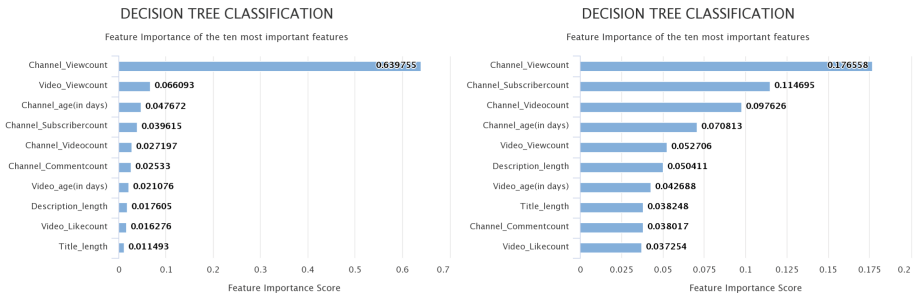 DECISION TREE CLASSIFICATION
Feature Importance of the ten most important features
Channel_Viewcount 0.639755
Video_Viewcount 0.066093
Channel_age(in days) 0.047672
Channel_Subscribercount 0.039615
Channel_Videocount 0.027197
Channel_Commentcount 0.02533
Video_age(in days) 0.021076
Description_length 0.017605
Video_Likecount 0.016276
Title_length 0.011493
0 0.1 0.2 0.3 0.4 0.5 0.6 0.7
Feature Importance Score
DECISION TREE CLASSIFICATION
Feature Importance of the ten most important features
Channel_Viewcount 0.176558
Channel_Subscribercount 0.114695
Channel_Videocount 0.097626
Channel_age(in days) 0.070813
Video_Viewcount 0.052706
Description_length 0.050411
Video_age(in days) 0.042688
Title_length 0.038248
Channel_Commentcount 0.038017
Video_Likecount 0.037254
0 0.025 0.05 0.075 0.1 0.125 0.15 0.175 0.2
Feature Importance Score